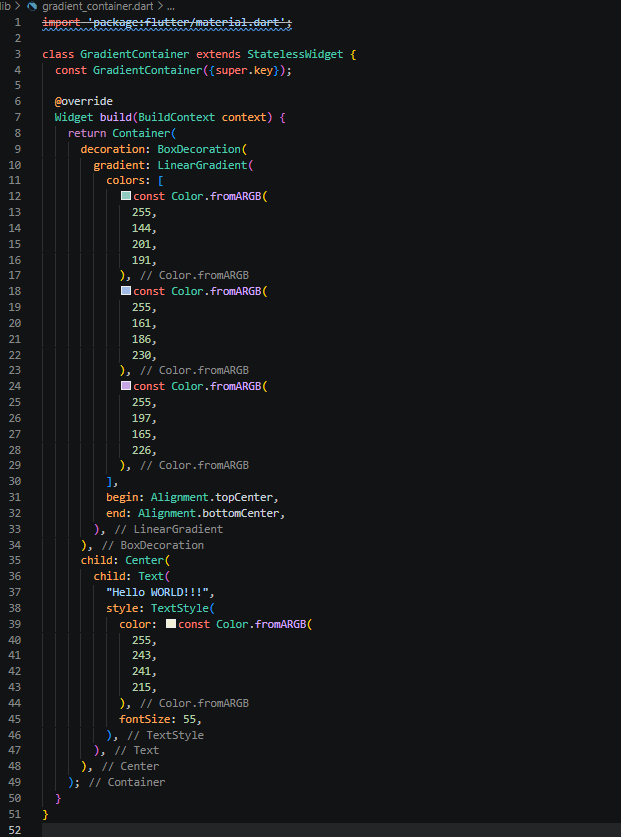 lib > gradient_container.dart > ...
1 import 'package:flutter/material.dart';
2
3 class GradientContainer extends StatelessWidget {
4   const GradientContainer({super.key});
5
6   @override
7   Widget build(BuildContext context) {
8     return Container(
9       decoration: BoxDecoration(
10         gradient: LinearGradient(
11           colors: [
12             const Color.fromARGB(
13               255,
14               144,
15               201,
16               191,
17             ), // Color.fromARGB
18             const Color.fromARGB(
19               255,
20               161,
21               186,
22               230,
23             ), // Color.fromARGB
24             const Color.fromARGB(
25               255,
26               197,
27               165,
28               226,
29             ), // Color.fromARGB
30           ],
31           begin: Alignment.topCenter,
32           end: Alignment.bottomCenter,
33         ), // LinearGradient
34       ), // BoxDecoration
35       child: Center(
36         child: Text(
37           "Hello WORLD!!!",
38           style: TextStyle(
39             color: const Color.fromARGB(
40               255,
41               243,
42               241,
43               215,
44             ), // Color.fromARGB
45             fontSize: 55,
46           ), // TextStyle
47         ), // Text
48       ), // Center
49     ); // Container
50   }
51 }
52